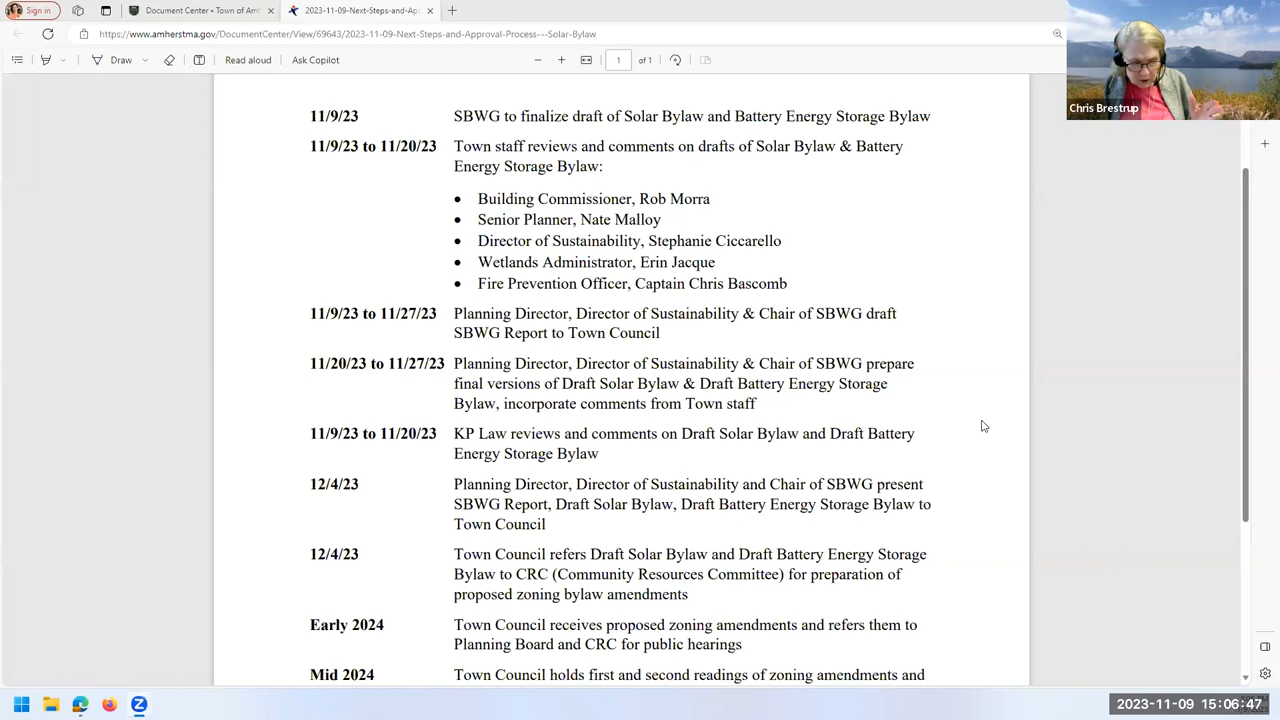 Sign in
Document Center • Town of Aml
2023-11-09-Next-Steps-and-Ap
https://www.amherstma.gov/DocumentCenter/View/69643/2023-11-09-Next-Steps-and-Approval-Process---Solar-Bylaw
Draw
Read aloud
Ask Copilot
1
of 1
Chris Brestrup
11/9/23 SBWG to finalize draft of Solar Bylaw and Battery Energy Storage Bylaw
11/9/23 to 11/20/23 Town staff reviews and comments on drafts of Solar Bylaw & Battery
Energy Storage Bylaw:
• Building Commissioner, Rob Morra
• Senior Planner, Nate Malloy
• Director of Sustainability, Stephanie Ciccarello
• Wetlands Administrator, Erin Jacque
• Fire Prevention Officer, Captain Chris Bascomb
11/9/23 to 11/27/23 Planning Director, Director of Sustainability & Chair of SBWG draft
SBWG Report to Town Council
11/20/23 to 11/27/23 Planning Director, Director of Sustainability & Chair of SBWG prepare
final versions of Draft Solar Bylaw & Draft Battery Energy Storage
Bylaw, incorporate comments from Town staff
11/9/23 to 11/20/23 KP Law reviews and comments on Draft Solar Bylaw and Draft Battery
Energy Storage Bylaw
12/4/23 Planning Director, Director of Sustainability and Chair of SBWG present
SBWG Report, Draft Solar Bylaw, Draft Battery Energy Storage Bylaw to
Town Council
12/4/23 Town Council refers Draft Solar Bylaw and Draft Battery Energy Storage
Bylaw to CRC (Community Resources Committee) for preparation of
proposed zoning bylaw amendments
Early 2024 Town Council receives proposed zoning amendments and refers them to
Planning Board and CRC for public hearings
Mid 2024 Town Council holds first and second readings of zoning amendments and
2023-11-09 15:06:47